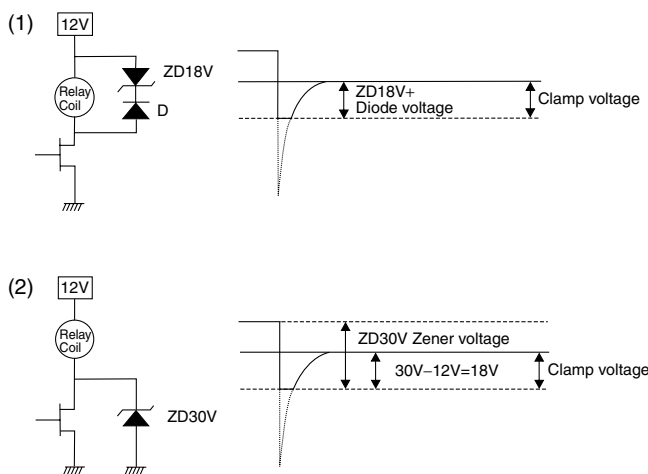 (1)
12V
Relay
Coil
ZD18V
D
ZD18V+
Diode voltage
Clamp voltage
(2)
12V
Relay
Coil
ZD30V
ZD30V Zener voltage
30V−12V=18V
Clamp voltage